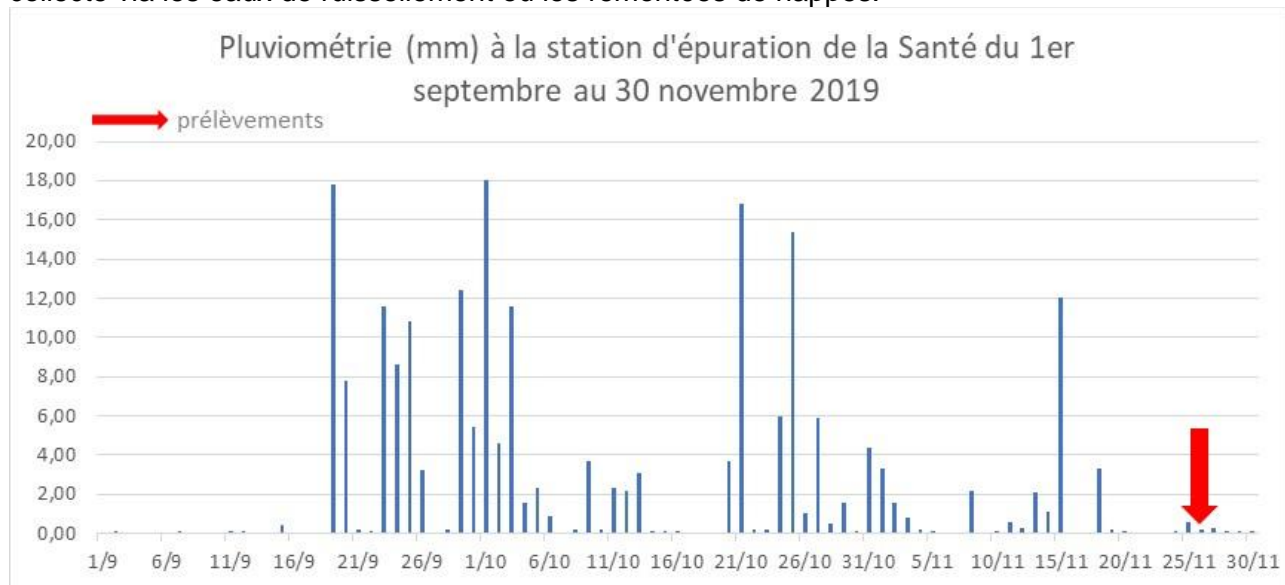 Pluviométrie (mm) à la station d'épuration de la Santé du 1er
septembre au 30 novembre 2019
prélèvements
20,00
18,00
16,00
14,00
12,00
10,00
8,00
6,00
4,00
2,00
0,00
1/9 6/9 11/9 16/9 21/9 26/9 1/10 6/10 11/10 16/10 21/10 26/10 31/10 5/11 10/11 15/11 20/11 25/11 30/11